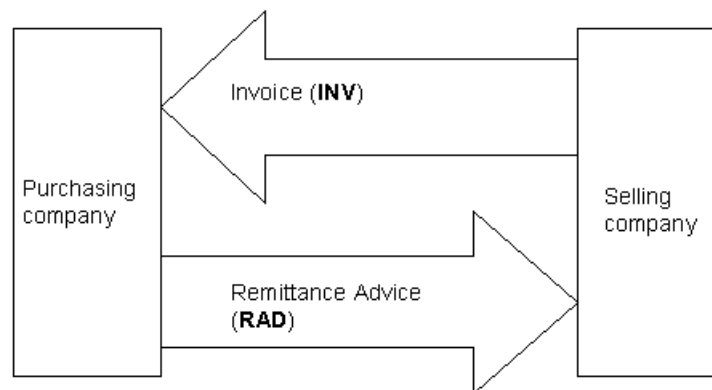 Invoice (INV)
Purchasing
company
Selling
company
Remittance Advice
(RAD)